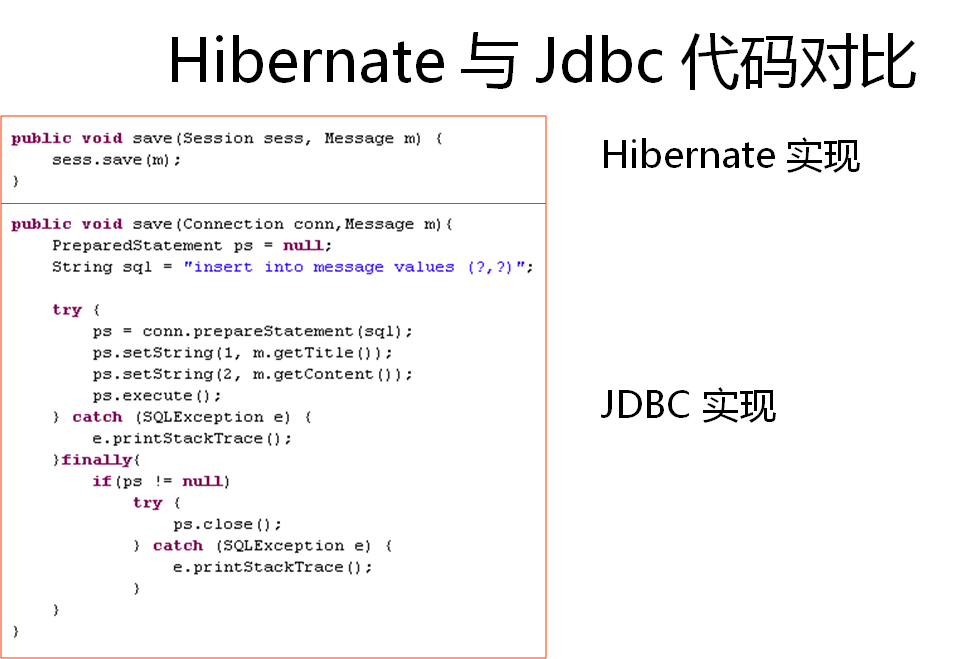 Hibernate 与 Jdbc 代码对比
public void save(Session sess, Message m) {
    sess.save(m);
}
Hibernate 实现
public void save(Connection conn,Message m){
    PreparedStatement ps = null;
    String sql = "insert into message values (?,?)";
    try {
        ps = conn.prepareStatement(sql);
        ps.setString(1, m.getTitle());
        ps.setString(2, m.getContent());
        ps.execute();
    } catch (SQLException e) {
        e.printStackTrace();
    }finally{
        if(ps != null)
            try {
                ps.close();
            } catch (SQLException e) {
                e.printStackTrace();
            }
    }
}
JDBC 实现